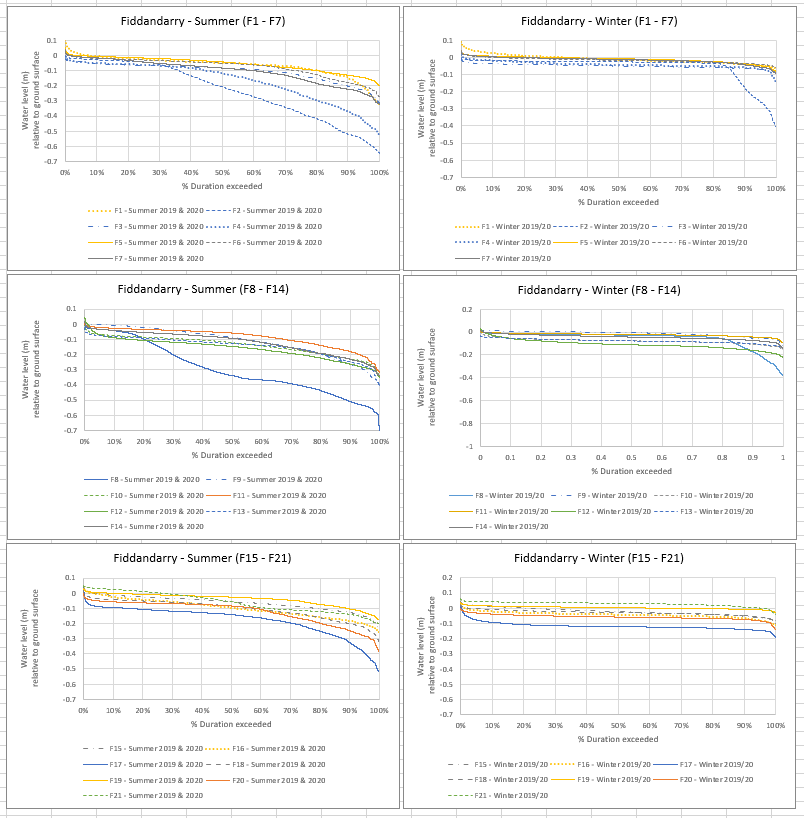 Fiddandarry - Summer (F1 - F7)
Water level (m)
relative to ground surface
0.1
0
-0.1
-0.2
-0.3
-0.4
-0.5
-0.6
-0.7
0% 10% 20% 30% 40% 50% 60% 70% 80% 90% 100%
% Duration exceeded
F1 - Summer 2019 & 2020 F2 - Summer 2019 & 2020
F3 - Summer 2019 & 2020 F4 - Summer 2019 & 2020
F5 - Summer 2019 & 2020 F6 - Summer 2019 & 2020
F7 - Summer 2019 & 2020
Fiddandarry - Winter (F1 - F7)
Water level (m)
relative to ground surface
0.1
0
-0.1
-0.2
-0.3
-0.4
-0.5
-0.6
-0.7
0% 10% 20% 30% 40% 50% 60% 70% 80% 90% 100%
% Duration exceeded
F1 - Winter 2019/20 F2 - Winter 2019/20 F3 - Winter 2019/20
F4 - Winter 2019/20 F5 - Winter 2019/20 F6 - Winter 2019/20
F7 - Winter 2019/20
Fiddandarry - Summer (F8 - F14)
Water level (m)
relative to ground surface
0.1
0
-0.1
-0.2
-0.3
-0.4
-0.5
-0.6
-0.7
0% 10% 20% 30% 40% 50% 60% 70% 80% 90% 100%
% Duration exceeded
F8 - Summer 2019 & 2020 F9 - Summer 2019 & 2020
F10 - Summer 2019 & 2020 F11 - Summer 2019 & 2020
F12 - Summer 2019 & 2020 F13 - Summer 2019 & 2020
F14 - Summer 2019 & 2020
Fiddandarry - Winter (F8 - F14)
Water level (m)
relative to ground surface
0.2
0
-0.2
-0.4
-0.6
-0.8
-1
0 0.1 0.2 0.3 0.4 0.5 0.6 0.7 0.8 0.9 1
% Duration exceeded
F8 - Winter 2019/20 F9 - Winter 2019/20 F10 - Winter 2019/20
F11 - Winter 2019/20 F12 - Winter 2019/20 F13 - Winter 2019/20
F14 - Winter 2019/20
Fiddandarry - Summer (F15 - F21)
Water level (m)
relative to ground surface
0.1
0
-0.1
-0.2
-0.3
-0.4
-0.5
-0.6
-0.7
0% 10% 20% 30% 40% 50% 60% 70% 80% 90% 100%
% Duration exceeded
F15 - Summer 2019 & 2020 F16 - Summer 2019 & 2020
F17 - Summer 2019 & 2020 F18 - Summer 2019 & 2020
F19 - Summer 2019 & 2020 F20 - Summer 2019 & 2020
F21 - Summer 2019 & 2020
Fiddandarry - Winter (F15 - F21)
Water level (m)
relative to ground surface
0.2
0.1
0
-0.1
-0.2
-0.3
-0.4
-0.5
-0.6
-0.7
0% 10% 20% 30% 40% 50% 60% 70% 80% 90% 100%
% Duration exceeded
F15 - Winter 2019/20 F16 - Winter 2019/20 F17 - Winter 2019/20
F18 - Winter 2019/20 F19 - Winter 2019/20 F20 - Winter 2019/20
F21 - Winter 2019/20